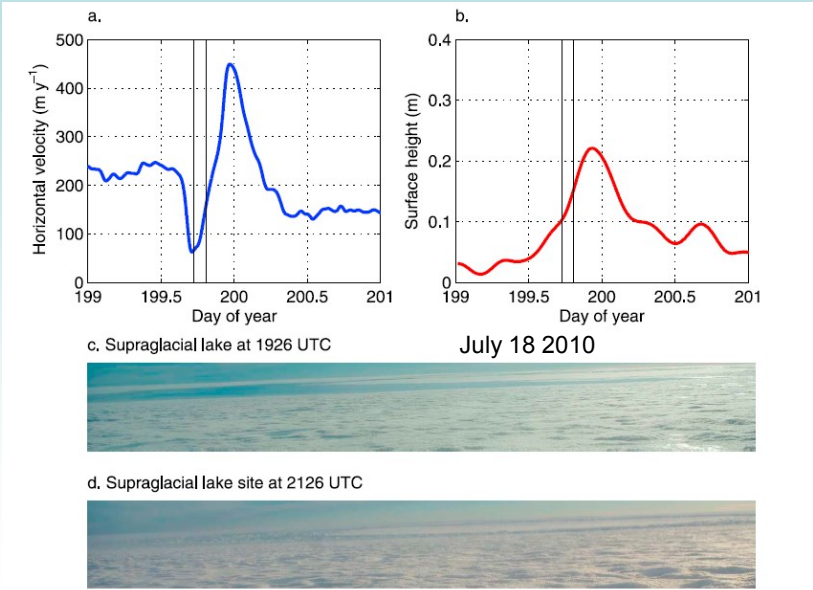 a.
500
400
300
200
100
0
Horizontal velocity (m y⁻¹)
199 199.5 200 200.5 201
Day of year
b.
0.4
0.3
0.2
0.1
0
Surface height (m)
199 199.5 200 200.5 201
Day of year
c. Supraglacial lake at 1926 UTC
July 18 2010
d. Supraglacial lake site at 2126 UTC